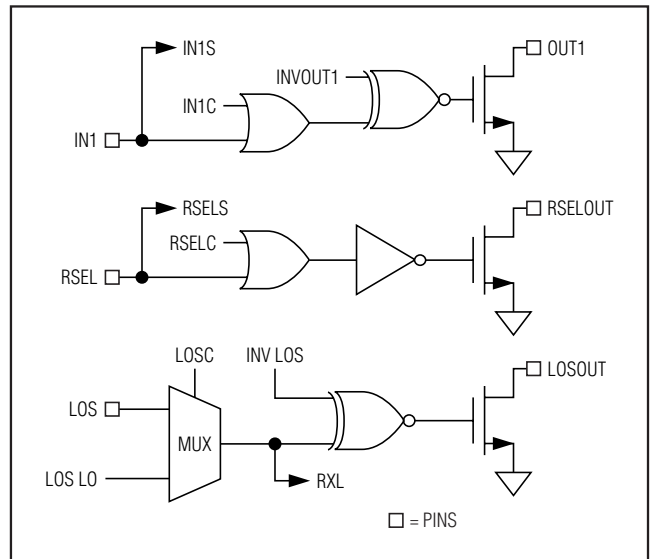 IN1S
OUT1
INVOUT1
IN1C
IN1
RSELS
RSELOUT
RSELC
RSEL
LOSC
INV LOS
LOSOUT
LOS
MUX
LOS LO
RXL
= PINS